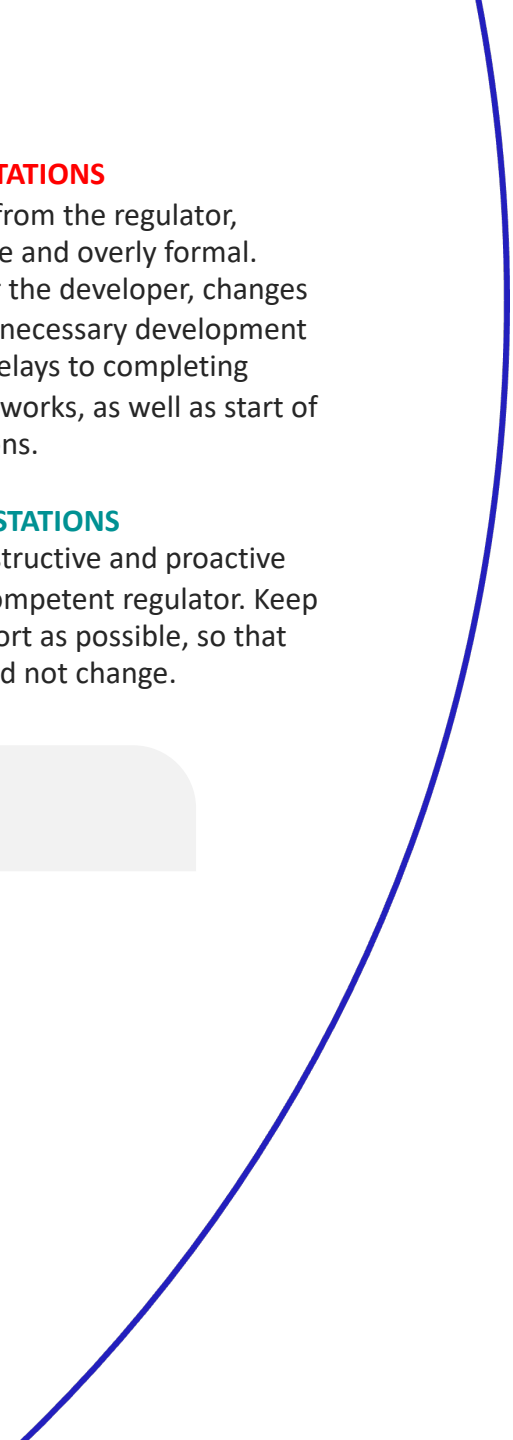 TATIONS
from the regulator,
e and overly formal.
the developer, changes
necessary development
elays to completing
works, as well as start of
ns.
STATIONS
structive and proactive
ompetent regulator. Keep
ort as possible, so that
d not change.